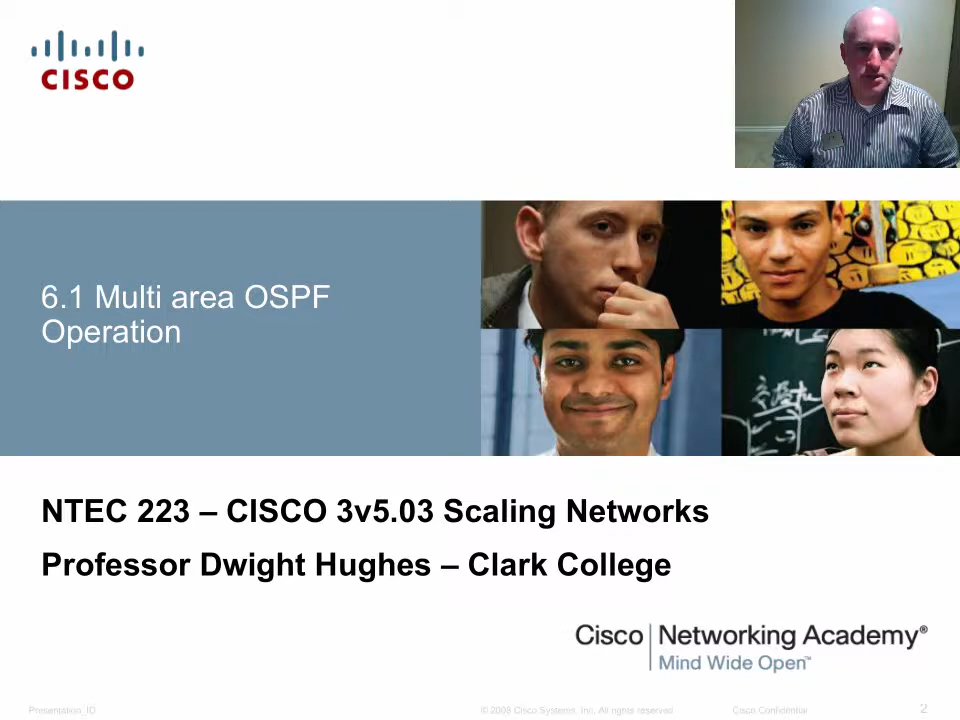 CISCO
6.1 Multi area OSPF
Operation
NTEC 223 – CISCO 3v5.03 Scaling Networks
Professor Dwight Hughes – Clark College
Cisco Networking Academy®
Mind Wide Open™
Presentation_ID © 2009 Cisco Systems, Inc. All rights reserved Cisco Confidential 2